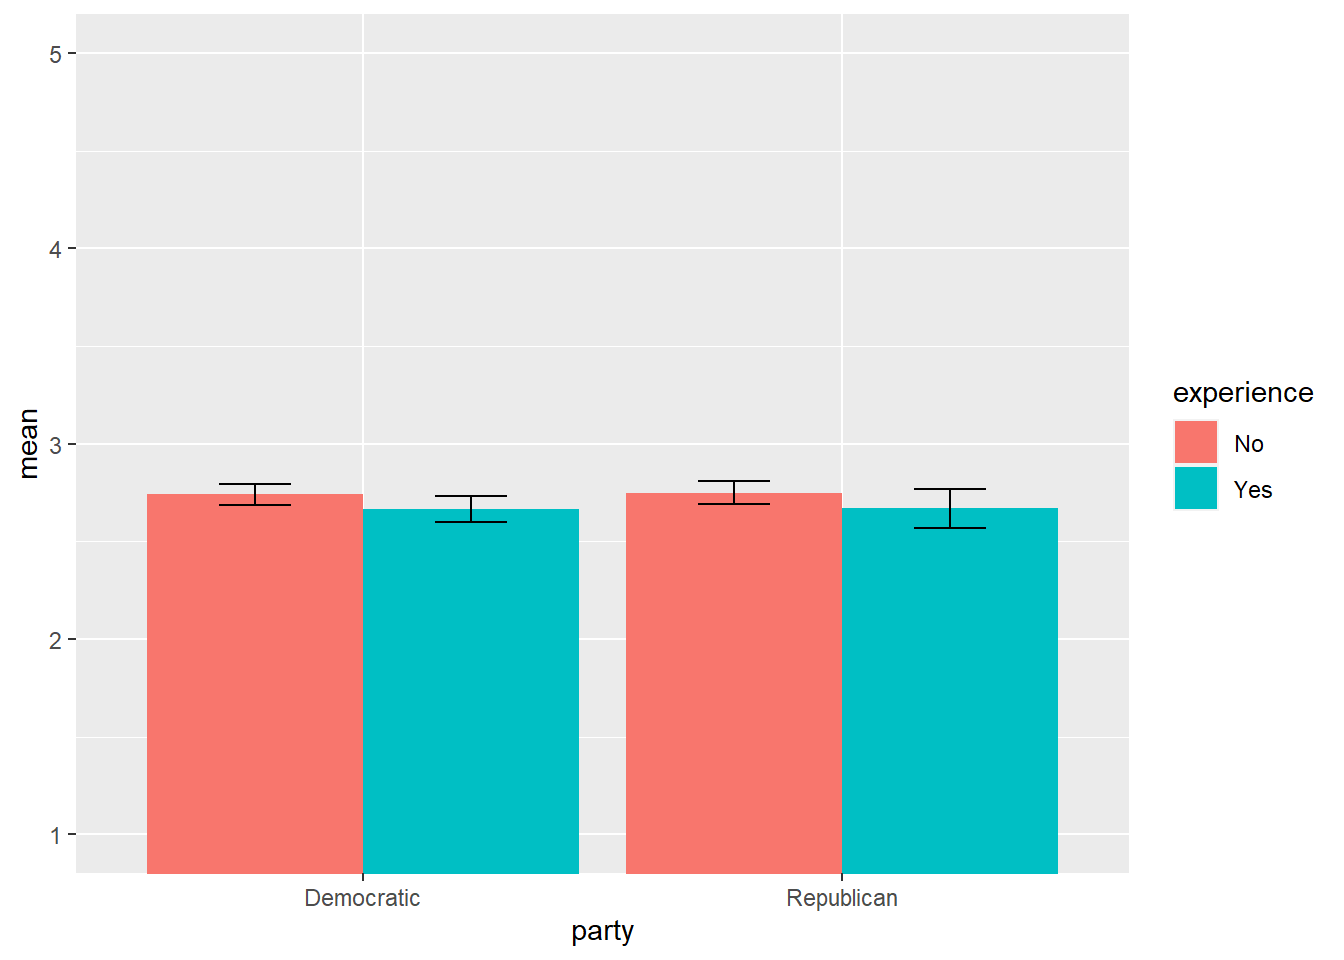 5
4
3
2
1
mean
Democratic
Republican
party
experience
No
Yes